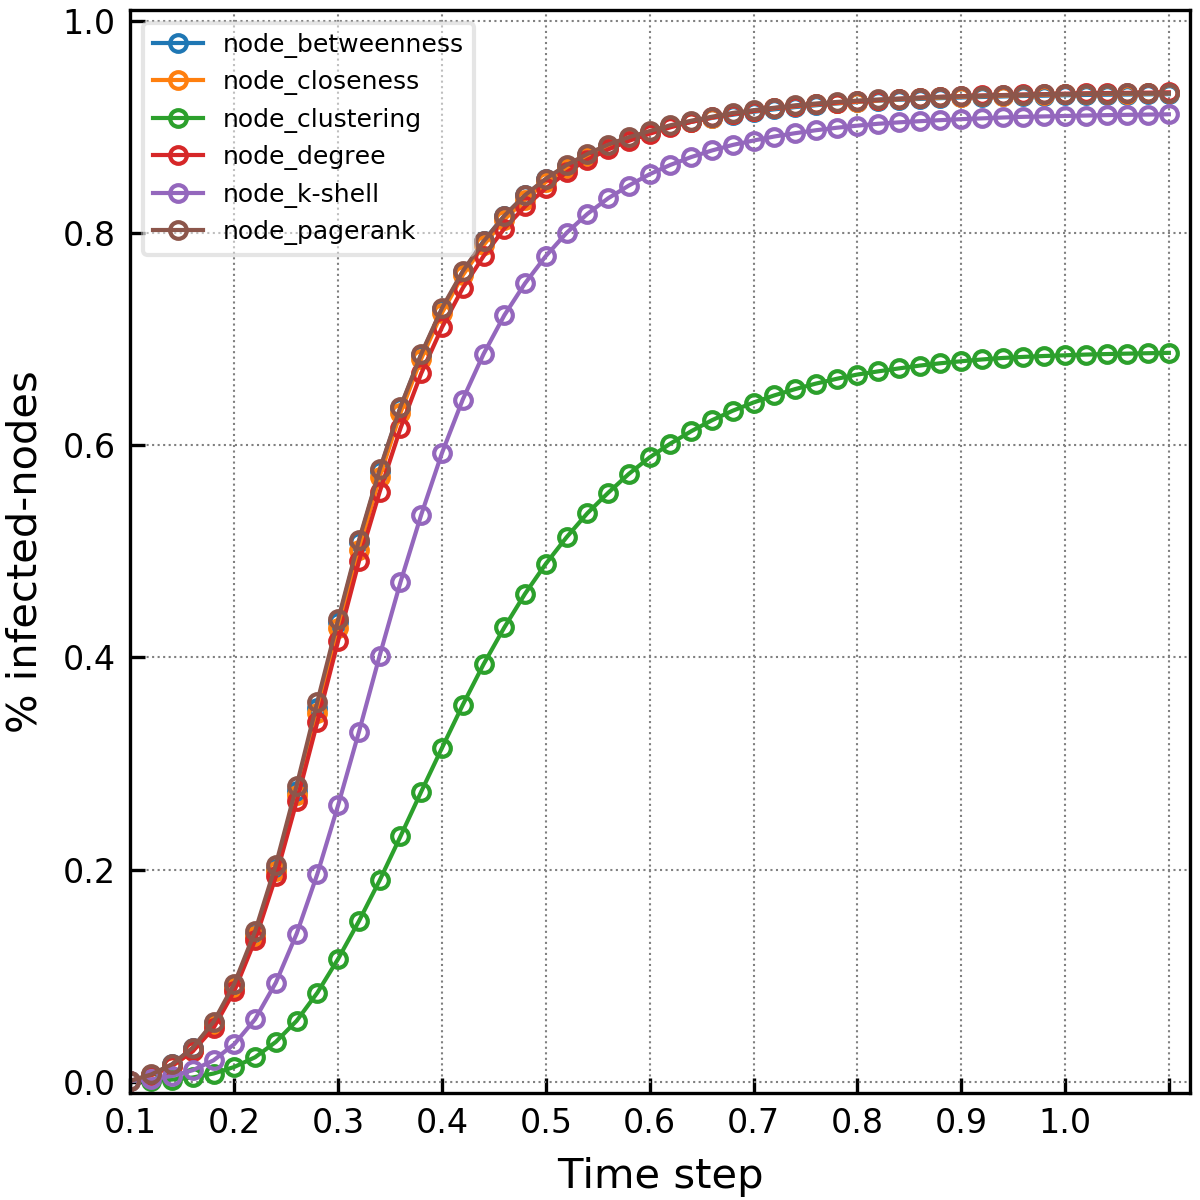 1.0
0.8
0.6
0.4
0.2
0.0
% infected-nodes
node_betweenness
node_closeness
node_clustering
node_degree
node_k-shell
node_pagerank
0.1 0.2 0.3 0.4 0.5 0.6 0.7 0.8 0.9 1.0
Time step